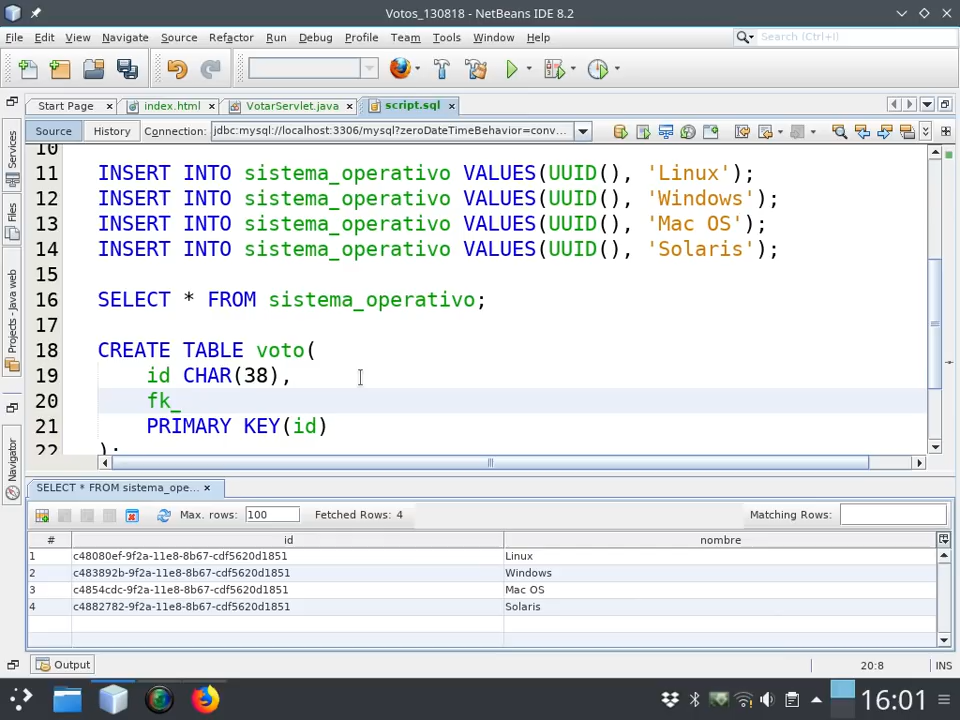 Votos_130818 - NetBeans IDE 8.2
File Edit View Navigate Source Refactor Run Debug Profile Team Tools Window Help
Search (Ctrl+I)
Start Page index.html VotarServlet.java script.sql
Source History Connection: jdbc:mysql://localhost:3306/mysql?zeroDateTimeBehavior=conv...
Services
Files
Projects - Java web
Navigator
10
11 INSERT INTO sistema_operativo VALUES(UUID(), 'Linux');
12 INSERT INTO sistema_operativo VALUES(UUID(), 'Windows');
13 INSERT INTO sistema_operativo VALUES(UUID(), 'Mac OS');
14 INSERT INTO sistema_operativo VALUES(UUID(), 'Solaris');
15
16 SELECT * FROM sistema_operativo;
17
18 CREATE TABLE voto(
19 id CHAR(38),
20 fk_
21 PRIMARY KEY(id)
22 );
SELECT * FROM sistema_ope...
Max. rows: 100 Fetched Rows: 4 Matching Rows:
# id nombre
1 c48080ef-9f2a-11e8-8b67-cdf5620d1851 Linux
2 c483892b-9f2a-11e8-8b67-cdf5620d1851 Windows
3 c4854cdc-9f2a-11e8-8b67-cdf5620d1851 Mac OS
4 c4882782-9f2a-11e8-8b67-cdf5620d1851 Solaris
Output 20:8 INS
16:01